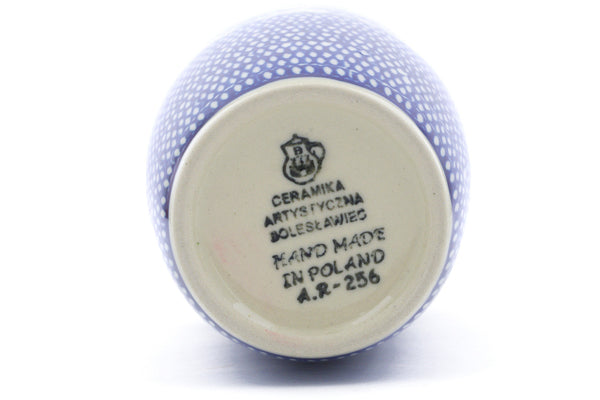 B
CERAMIKA
ARTYSTYCZNA
BOLESŁAWIEC
HAND MADE
IN POLAND
A.R-256